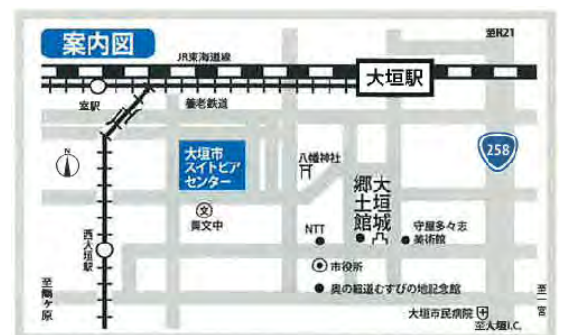 案内図
至R21
JR東海道線
大垣駅
室駅
養老鉄道
N
大垣市
スイトピア
センター
八幡神社
258
文
興文中
大垣城
郷土館
NTT
守屋多々志
美術館
西大垣駅
市役所
奥の細道むすびの地記念館
至鶴ヶ原
大垣市民病院
至大垣I.C.
至一宮